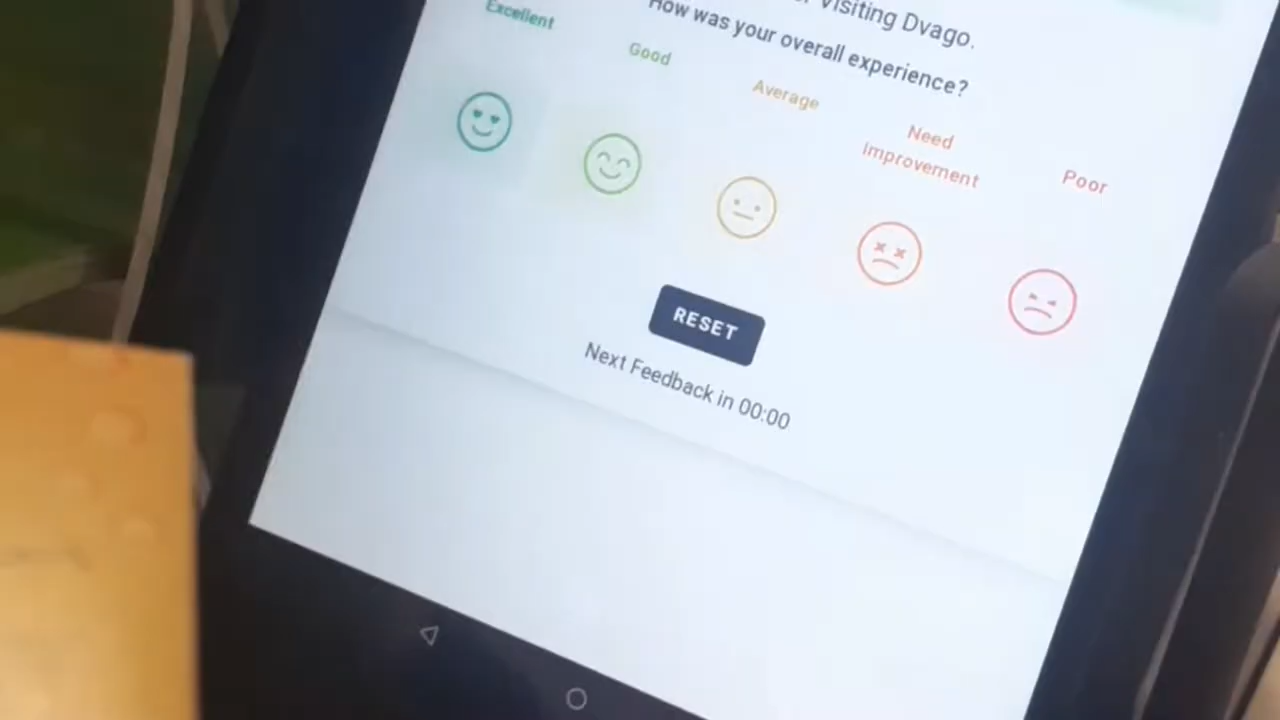 Visiting Dvago.
How was your overall experience?
Excellent
Good
Average
Need
improvement
Poor
RESET
Next Feedback in 00:00